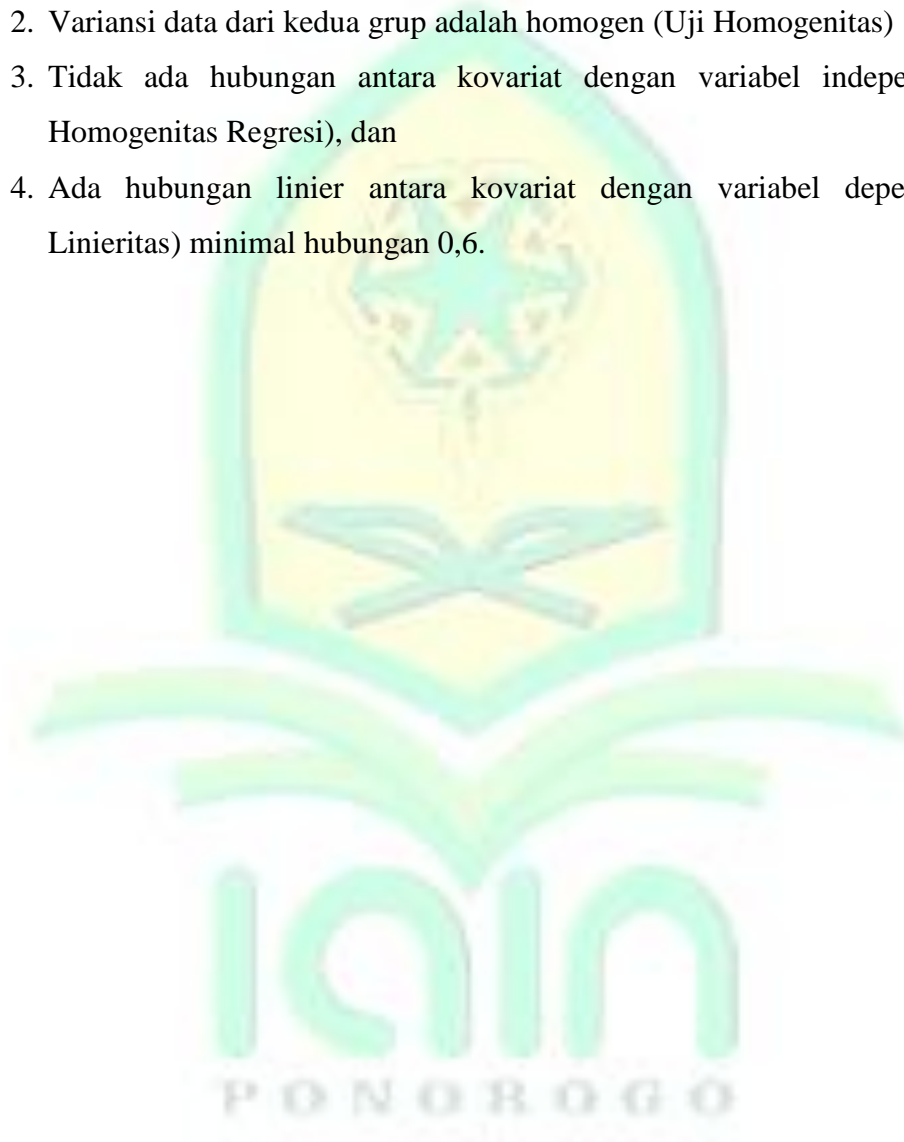 2. Variansi data dari kedua grup adalah homogen (Uji Homogenitas)
3. Tidak ada hubungan antara kovariat dengan variabel indepe
Homogenitas Regresi), dan
4. Ada hubungan linier antara kovariat dengan variabel depe
Linieritas) minimal hubungan 0,6.
iain
PONOROGO